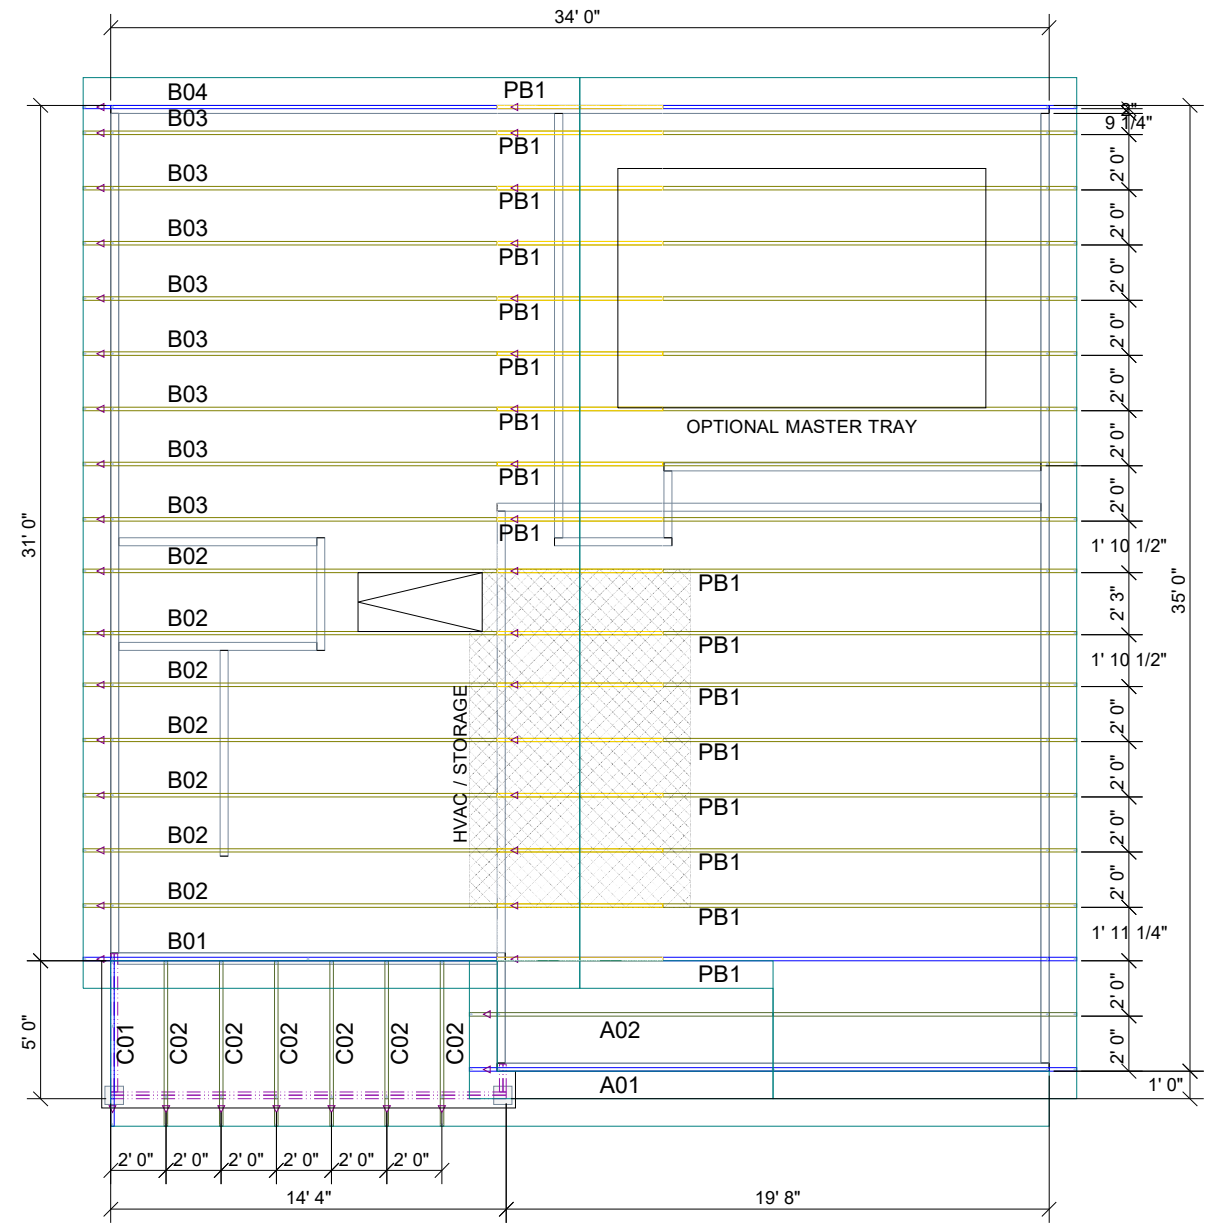 34' 0"
B04 PB1
B03
9 1/4"
PB1
2' 0"
B03
PB1
2' 0"
B03
PB1
2' 0"
B03
PB1
2' 0"
B03
PB1
2' 0"
B03
PB1
OPTIONAL MASTER TRAY
2' 0"
B03
PB1
2' 0"
B03
PB1
31' 0"
1' 10 1/2"
B02
PB1
2' 3"
35' 0"
B02
PB1
1' 10 1/2"
B02
PB1
HVAC / STORAGE
2' 0"
B02
PB1
2' 0"
B02
PB1
2' 0"
B02
PB1
2' 0"
B02
PB1
1' 11 1/4"
B01
PB1
2' 0"
5' 0"
C01 C02 C02 C02 C02 C02 C02
A02
2' 0"
A01
1' 0"
2' 0" 2' 0" 2' 0" 2' 0" 2' 0" 2' 0"
14' 4" 19' 8"